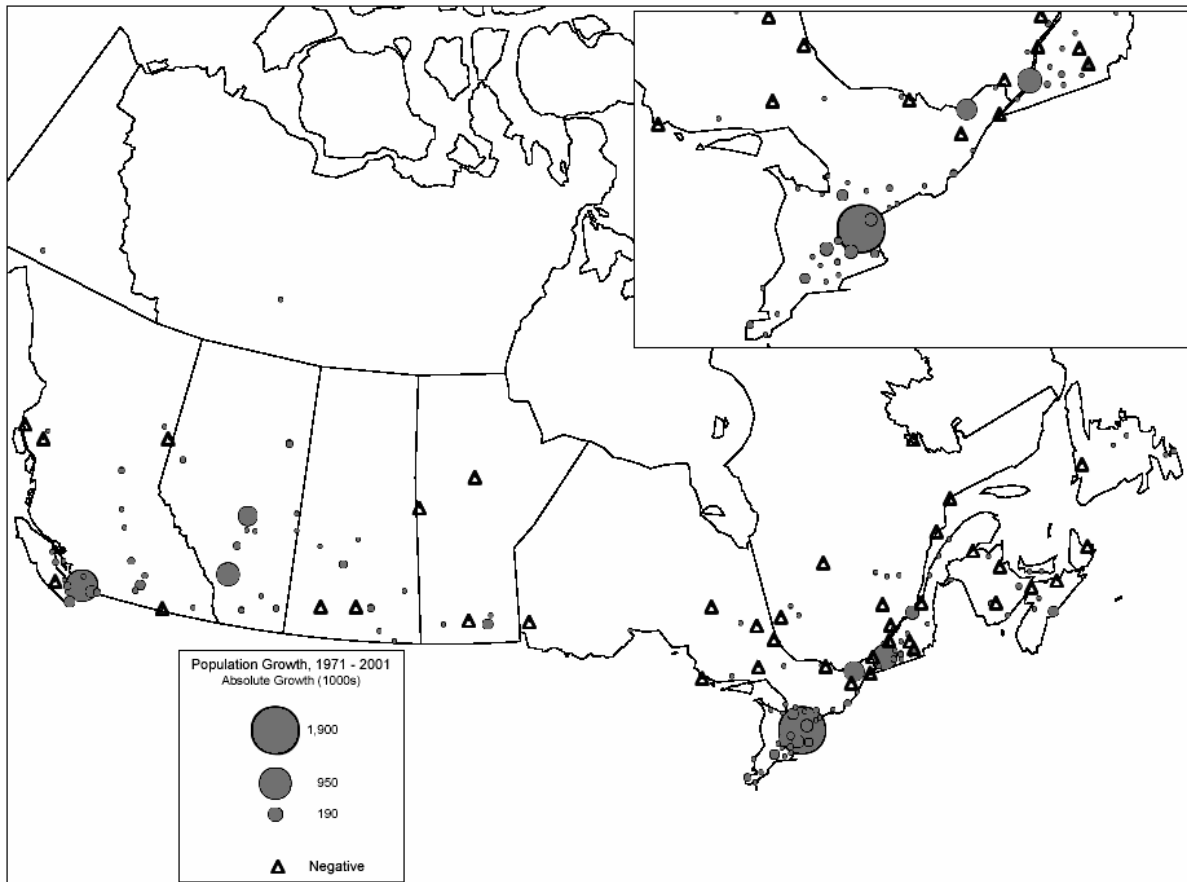 Population Growth, 1971 - 2001
Absolute Growth (1000s)
1,900
950
190
Negative